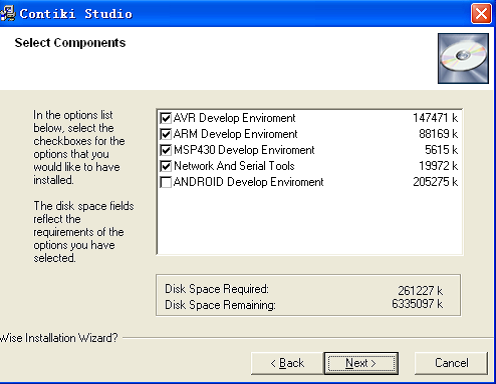 Contiki Studio
Select Components
In the options list
below, select the
checkboxes for the
options that you
would like to have
installed.
The disk space fields
reflect the
requirements of the
options you have
selected.
AVR Develop Enviroment 147471 k
ARM Develop Enviroment 88169 k
MSP430 Develop Enviroment 5615 k
Network And Serial Tools 19972 k
ANDROID Develop Enviroment 205275 k
Disk Space Required: 261227 k
Disk Space Remaining: 6335097 k
Wise Installation Wizard?
< Back Next > Cancel